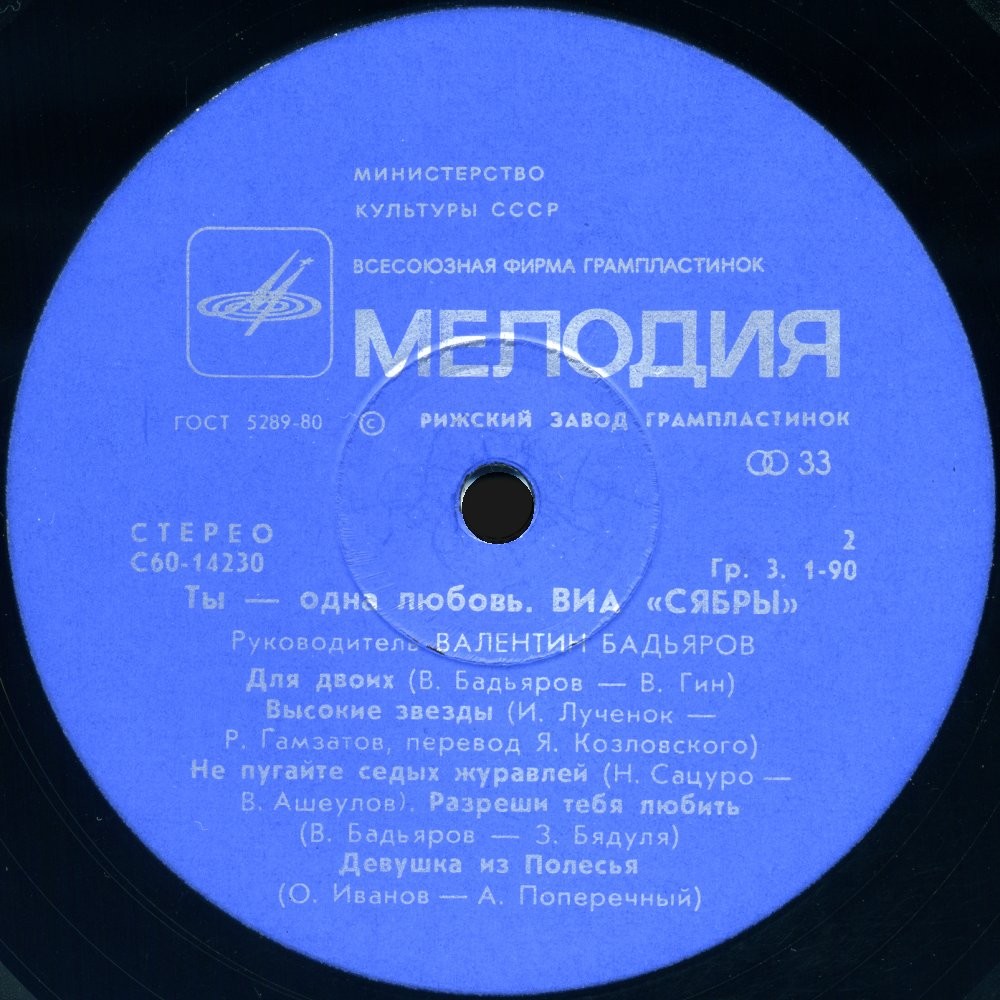 МИНИСТЕРСТВО
КУЛЬТУРЫ СССР
ВСЕСОЮЗНАЯ ФИРМА ГРАМПЛАСТИНОК
МЕЛОДИЯ
ГОСТ 5289-80 © РИЖСКИЙ ЗАВОД ГРАМПЛАСТИНОК
33
СТЕРЕО 2
С60-14230 Гр. 3. 1-90
Ты — одна любовь. ВИА «СЯБРЫ»
Руководитель ВАЛЕНТИН БАДЬЯРОВ
Для двоих (В. Бадьяров — В. Гин)
Высокие звезды (И. Лученок —
Р. Гамзатов, перевод Я. Козловского)
Не пугайте седых журавлей (Н. Сацуро —
В. Ашеулов). Разреши тебя любить
(В. Бадьяров — З. Бядуля)
Девушка из Полесья
(О. Иванов — А. Поперечный)